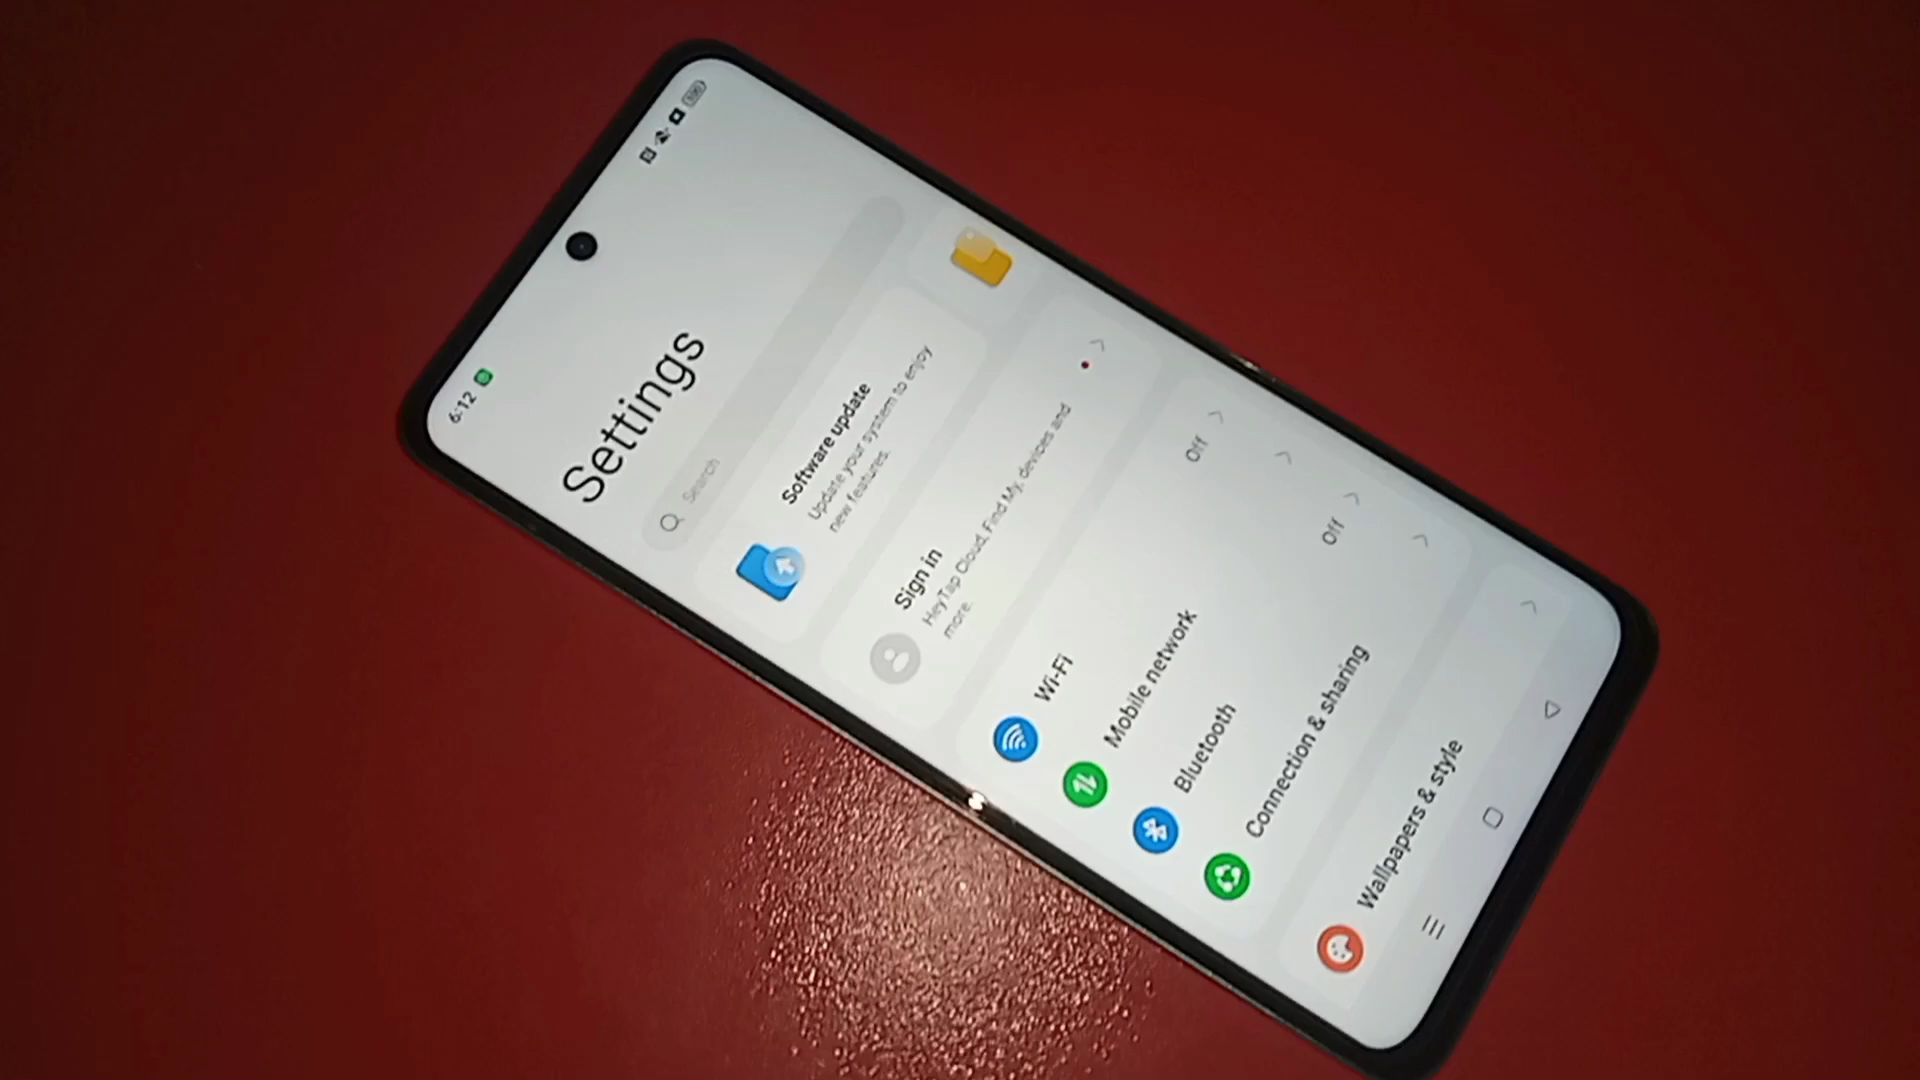 6:12
Settings
Search
Software update
Update your system to enjoy
new features.
Sign in
HeyTap Cloud, Find My, devices and
more.
Wi-Fi
Off
Mobile network
Bluetooth
Off
Connection & sharing
Wallpapers & style